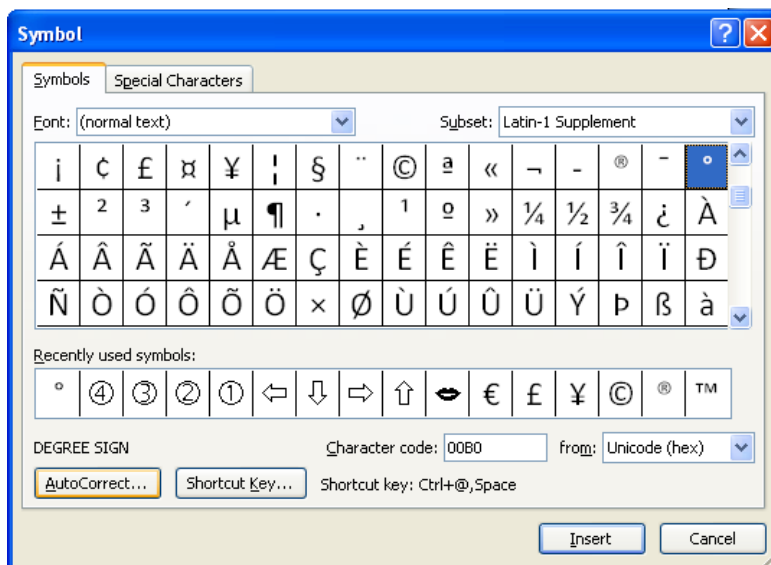 Symbol
Symbols Special Characters
Font: (normal text) Subset: Latin-1 Supplement
¡ ¢ £ ¤ ¥ ¦ § ¨ © ª « ¬ - ® ¯ °
± ² ³ ´ µ ¶ · ¸ ¹ º » ¼ ½ ¾ ¿ À
Á Â Ã Ä Å Æ Ç È É Ê Ë Ì Í Î Ï Ð
Ñ Ò Ó Ô Õ Ö × Ø Ù Ú Û Ü Ý Þ ß à
Recently used symbols:
° ④ ③ ② ① ⇦ ⇩ ⇨ ⇧ € £ ¥ © ® ™
DEGREE SIGN Character code: 00B0 from: Unicode (hex)
AutoCorrect... Shortcut Key... Shortcut key: Ctrl+@,Space
Insert Cancel